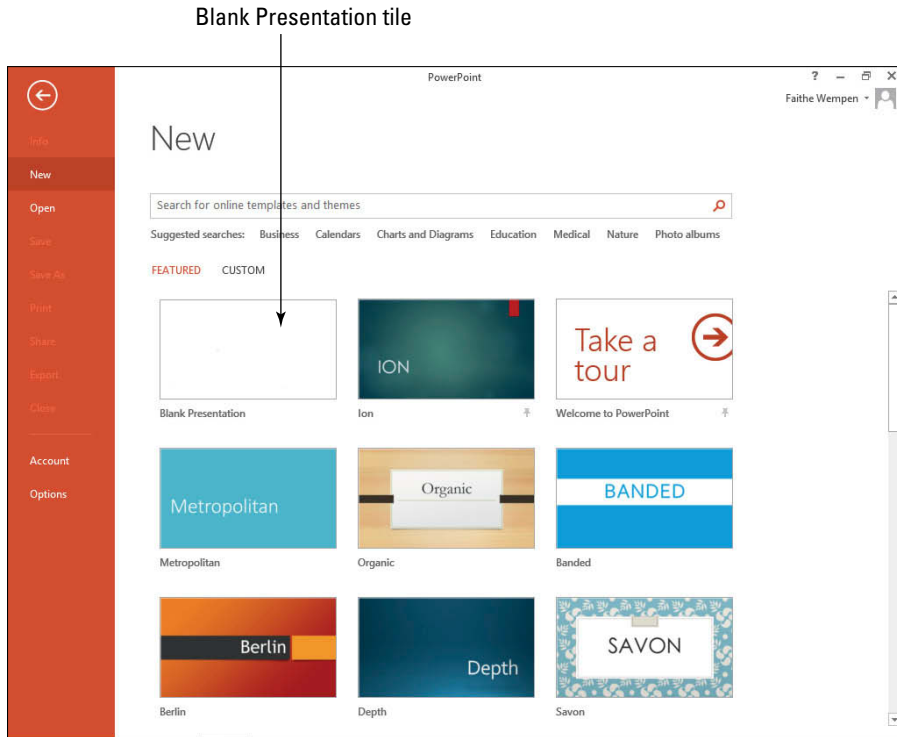 Blank Presentation tile
PowerPoint
?
Faithe Wempen
Info
New
Open
Save
Save As
Print
Share
Export
Close
Account
Options
New
Search for online templates and themes
Suggested searches: Business Calendars Charts and Diagrams Education Medical Nature Photo albums
FEATURED CUSTOM
ION
Take a
tour
Blank Presentation Ion Welcome to PowerPoint
Metropolitan Organic BANDED
Metropolitan Organic Banded
Berlin Depth SAVON
Berlin Depth Savon